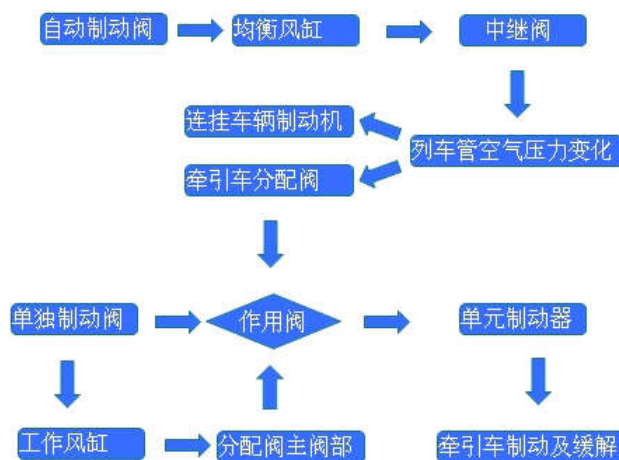 自动制动阀
均衡风缸
中继阀
连挂车辆制动机
列车管空气压力变化
牵引车分配阀
单独制动阀
作用阀
单元制动器
工作风缸
分配阀主阀部
牵引车制动及缓解